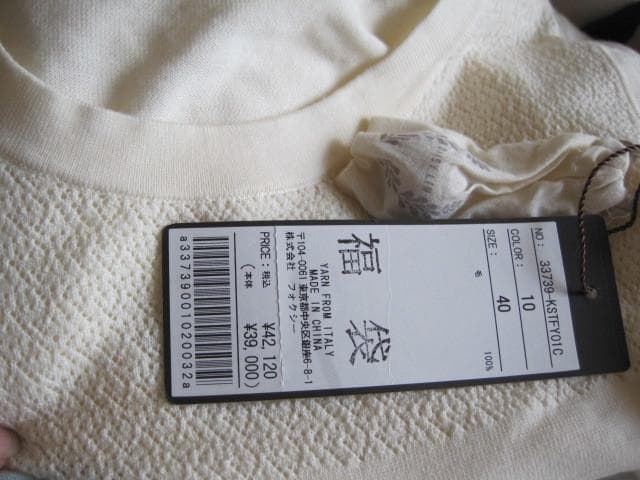 NO: 33739-KSTFY01C
COLOR: 10
SIZE: 40
毛 100%
福袋
YARN FROM ITALY
MADE IN CHINA
〒104-0061 東京都中央区銀座6-8-1
株式会社 フォクシー
PRICE:税込 ¥42,120
(本体 ¥39,000)
a33739001020032a